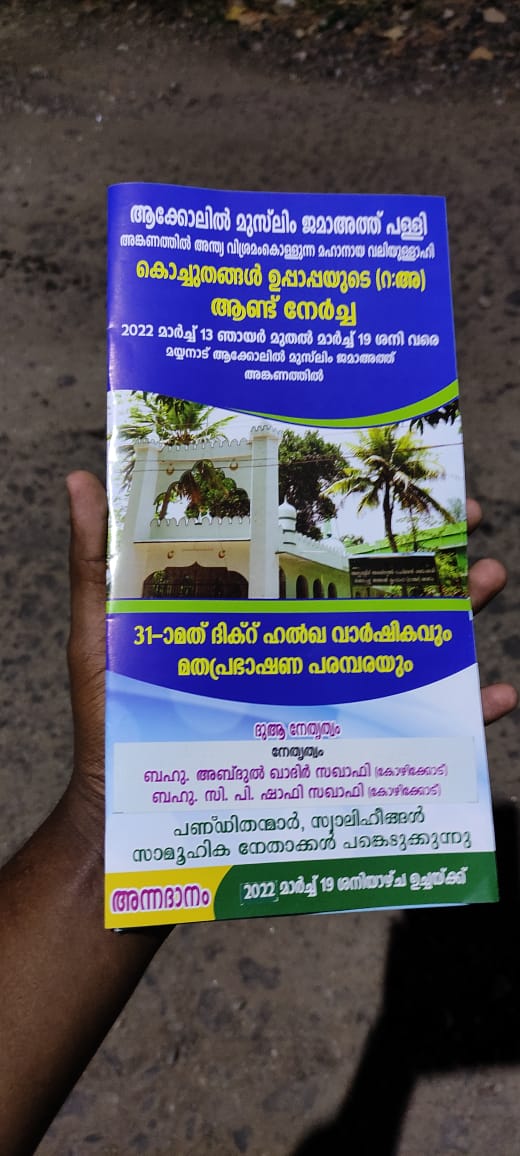 ആക്കോലിൽ മുസ്‌ലിം ജമാഅത്ത് പള്ളി
അങ്കണത്തിൽ അന്ത്യ വിശ്രമംകൊള്ളുന്ന മഹാനായ വലിയുള്ളാഹി
കൊച്ചുതങ്ങൾ ഉപ്പാപ്പയുടെ (റ:അ)
ആണ്ട് നേർച്ച
2022 മാർച്ച് 13 ഞായർ മുതൽ മാർച്ച് 19 ശനി വരെ
മയ്യനാട് ആക്കോലിൽ മുസ്‌ലിം ജമാഅത്ത്
അങ്കണത്തിൽ
31-ാമത് ദിക്റ് ഹൽഖ വാർഷികവും
മതപ്രഭാഷണ പരമ്പരയും
ദുആ നേതൃത്വം
നേതൃത്വം
ബഹു. അബ്ദുൽ ഖാദിർ സഖാഫി (കോഴിക്കോട്)
ബഹു. സി. പി. ഷാഫി സഖാഫി (കോഴിക്കോട്)
പണ്ഡിതന്മാർ, സ്വാലിഹീങ്ങൾ
സാമൂഹിക നേതാക്കൾ പങ്കെടുക്കുന്നു
അന്നദാനം
2022 മാർച്ച് 19 ശനിയാഴ്ച ഉച്ചയ്ക്ക്